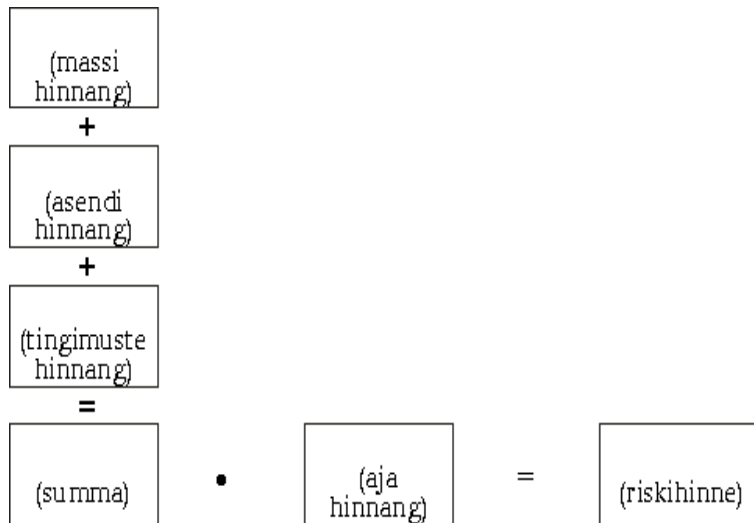 (massi
hinnang)
+
(asendi
hinnang)
+
(tingimuste
hinnang)
=
(summa) • (aja
hinnang) = (riskihinne)